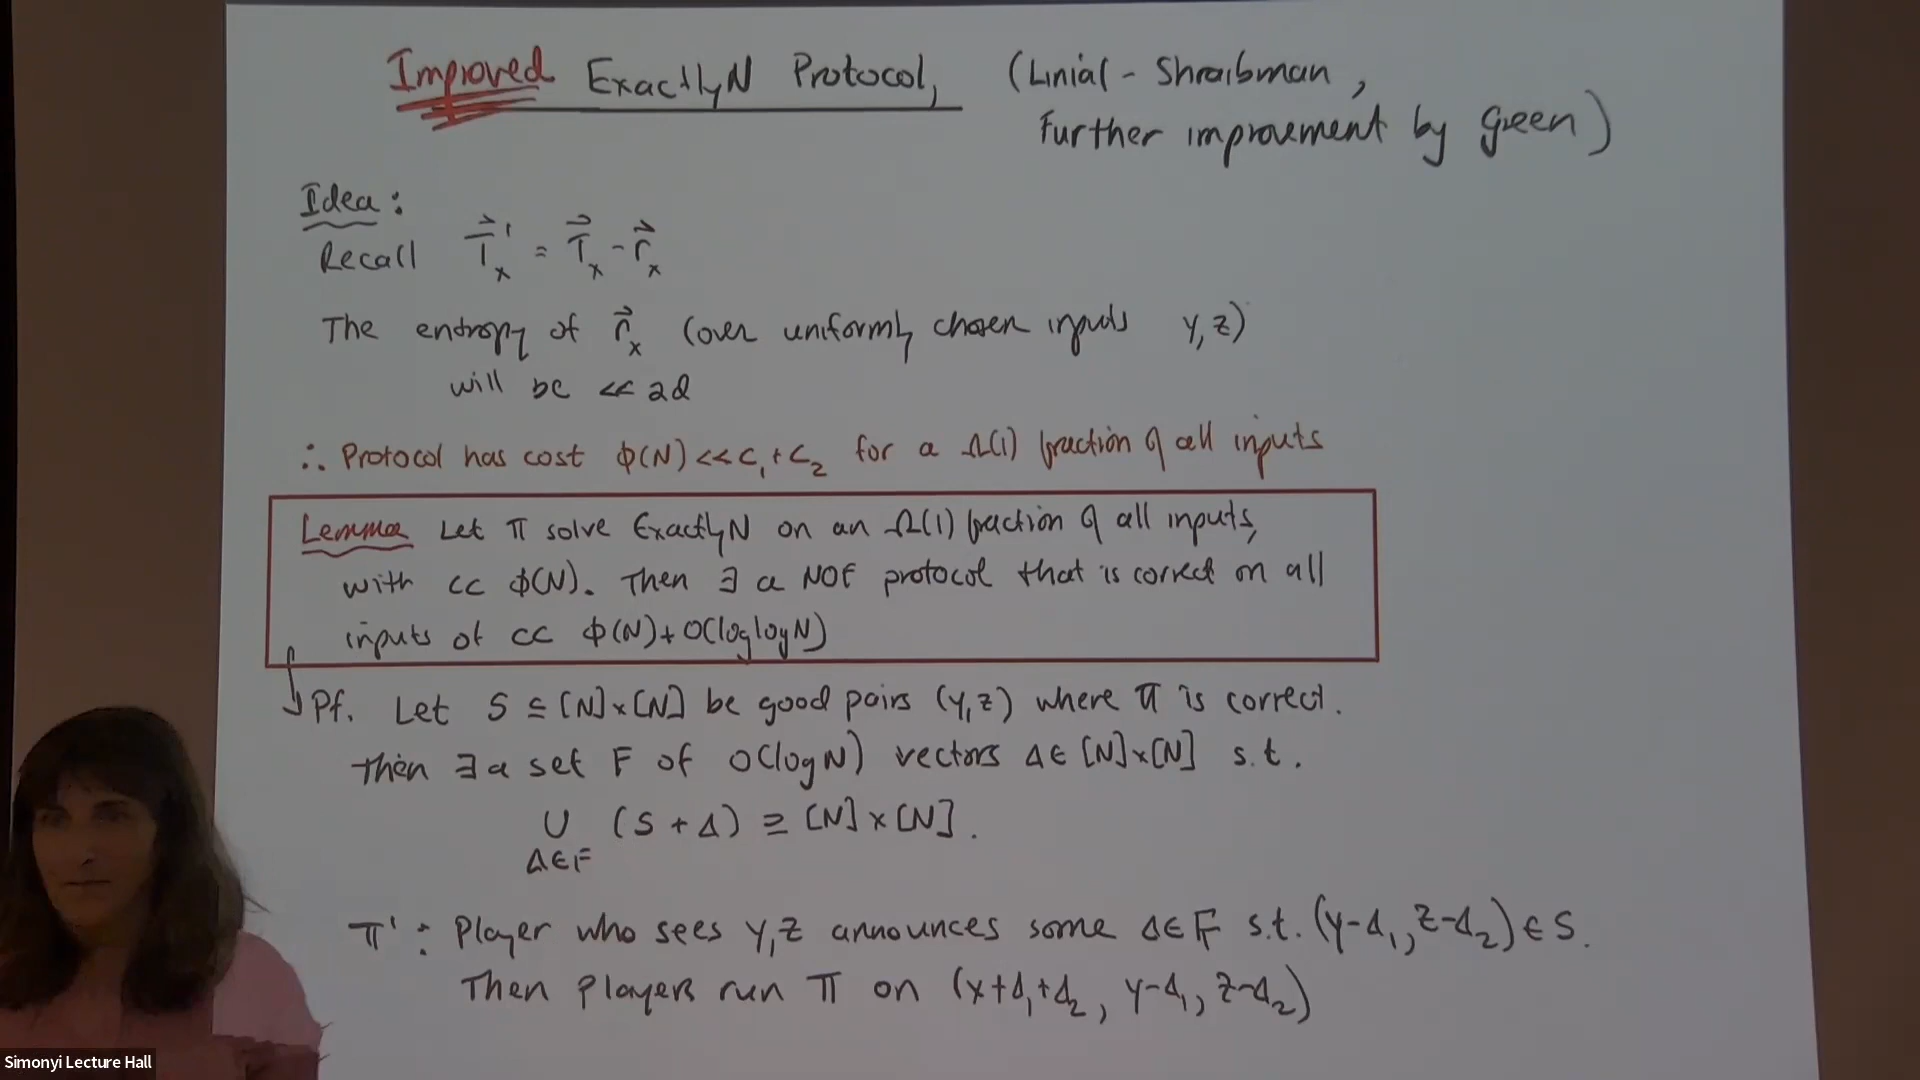 Improved ExactlyN Protocol, (Linial - Shraibman,
Further improvement by Green)
Idea:
Recall T⃗'ₓ = T⃗ₓ - r⃗ₓ
The entropy of r⃗ₓ (over uniformly chosen inputs y,z)
will be << 2d
∴ Protocol has cost φ(N) << c₁+c₂ for a Ω(1) fraction of all inputs
Lemma Let π solve ExactlyN on an Ω(1) fraction of all inputs,
with cc φ(N). Then ∃ a NOF protocol that is correct on all
inputs of cc φ(N)+O(loglogN)
Pf. Let S ⊆ [N]×[N] be good pairs (y,z) where π is correct.
Then ∃ a set F of O(logN) vectors Δ∈[N]×[N] s.t.
∪ (S + Δ) ⊇ [N]×[N].
Δ∈F
π': Player who sees y,z announces some Δ∈F s.t. (y-Δ₁, z-Δ₂)∈S.
Then players run π on (x+Δ₁+Δ₂, y-Δ₁, z-Δ₂)
Simonyi Lecture Hall